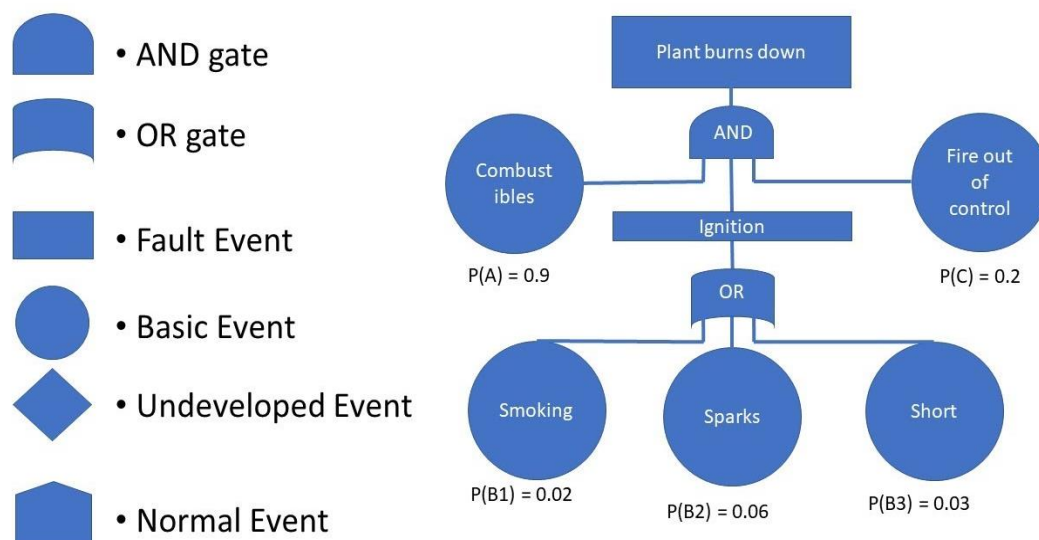 • AND gate
• OR gate
• Fault Event
• Basic Event
• Undeveloped Event
• Normal Event
Plant burns down
AND
Combust
ibles
Fire out
of
control
Ignition
P(A) = 0.9
P(C) = 0.2
OR
Smoking
Sparks
Short
P(B1) = 0.02
P(B2) = 0.06
P(B3) = 0.03